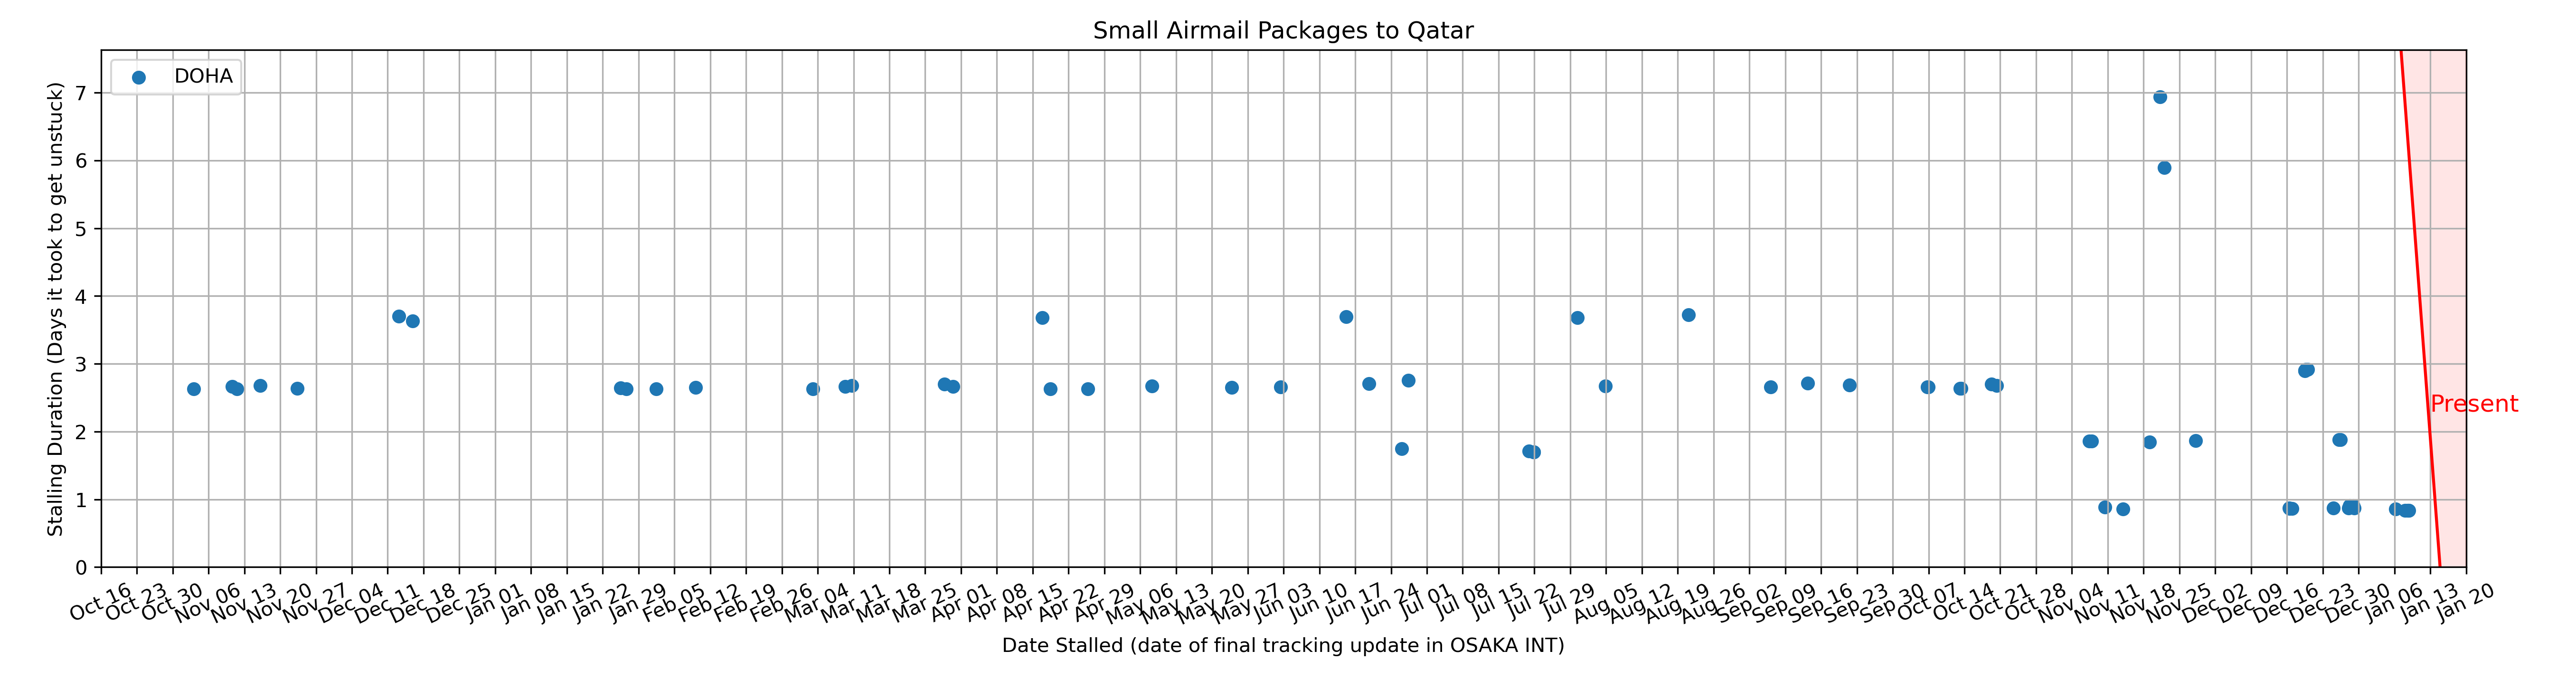 Small Airmail Packages to Qatar
DOHA
Stalling Duration (Days it took to get unstuck)
7
6
5
4
3
2
1
0
Present
Oct 16 Oct 23 Oct 30 Nov 06 Nov 13 Nov 20 Nov 27 Dec 04 Dec 11 Dec 18 Dec 25 Jan 01 Jan 08 Jan 15 Jan 22 Jan 29 Feb 05 Feb 12 Feb 19 Feb 26 Mar 04 Mar 11 Mar 18 Mar 25 Apr 01 Apr 08 Apr 15 Apr 22 Apr 29 May 06 May 13 May 20 May 27 Jun 03 Jun 10 Jun 17 Jun 24 Jul 01 Jul 08 Jul 15 Jul 22 Jul 29 Aug 05 Aug 12 Aug 19 Aug 26 Sep 02 Sep 09 Sep 16 Sep 23 Sep 30 Oct 07 Oct 14 Oct 21 Oct 28 Nov 04 Nov 11 Nov 18 Nov 25 Dec 02 Dec 09 Dec 16 Dec 23 Dec 30 Jan 06 Jan 13 Jan 20
Date Stalled (date of final tracking update in OSAKA INT)